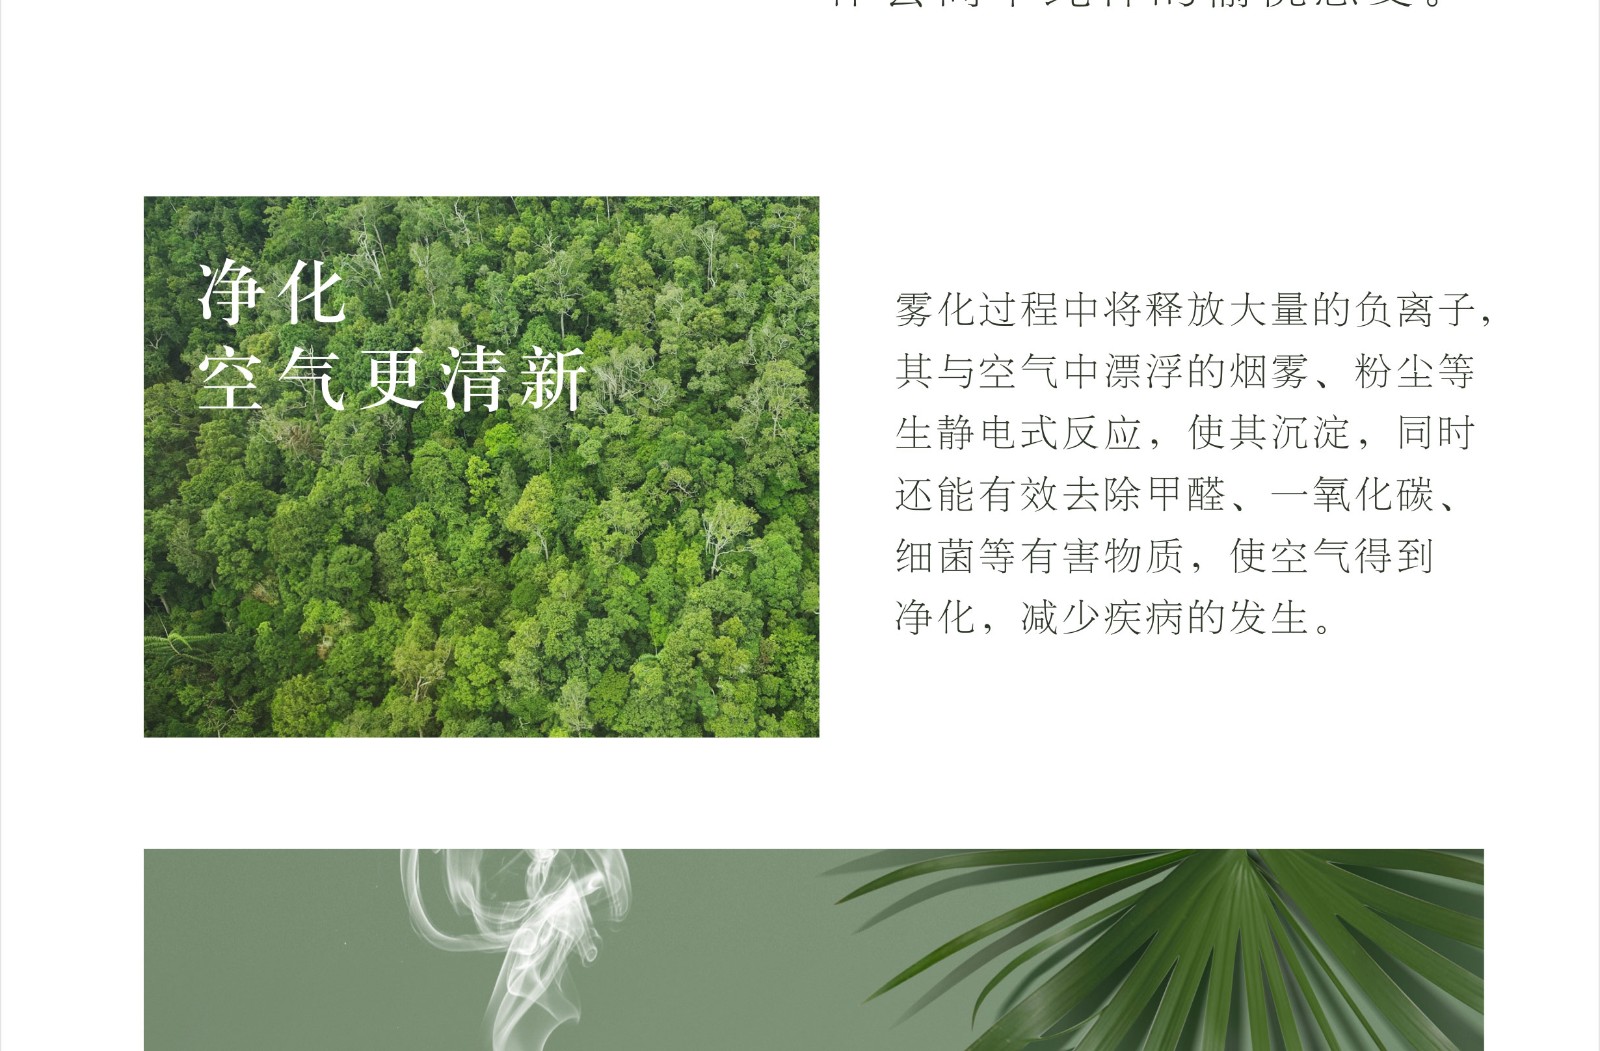 净化
空气更清新
雾化过程中将释放大量的负离子，
其与空气中漂浮的烟雾、粉尘等
生静电式反应，使其沉淀，同时
还能有效去除甲醛、一氧化碳、
细菌等有害物质，使空气得到
净化，减少疾病的发生。